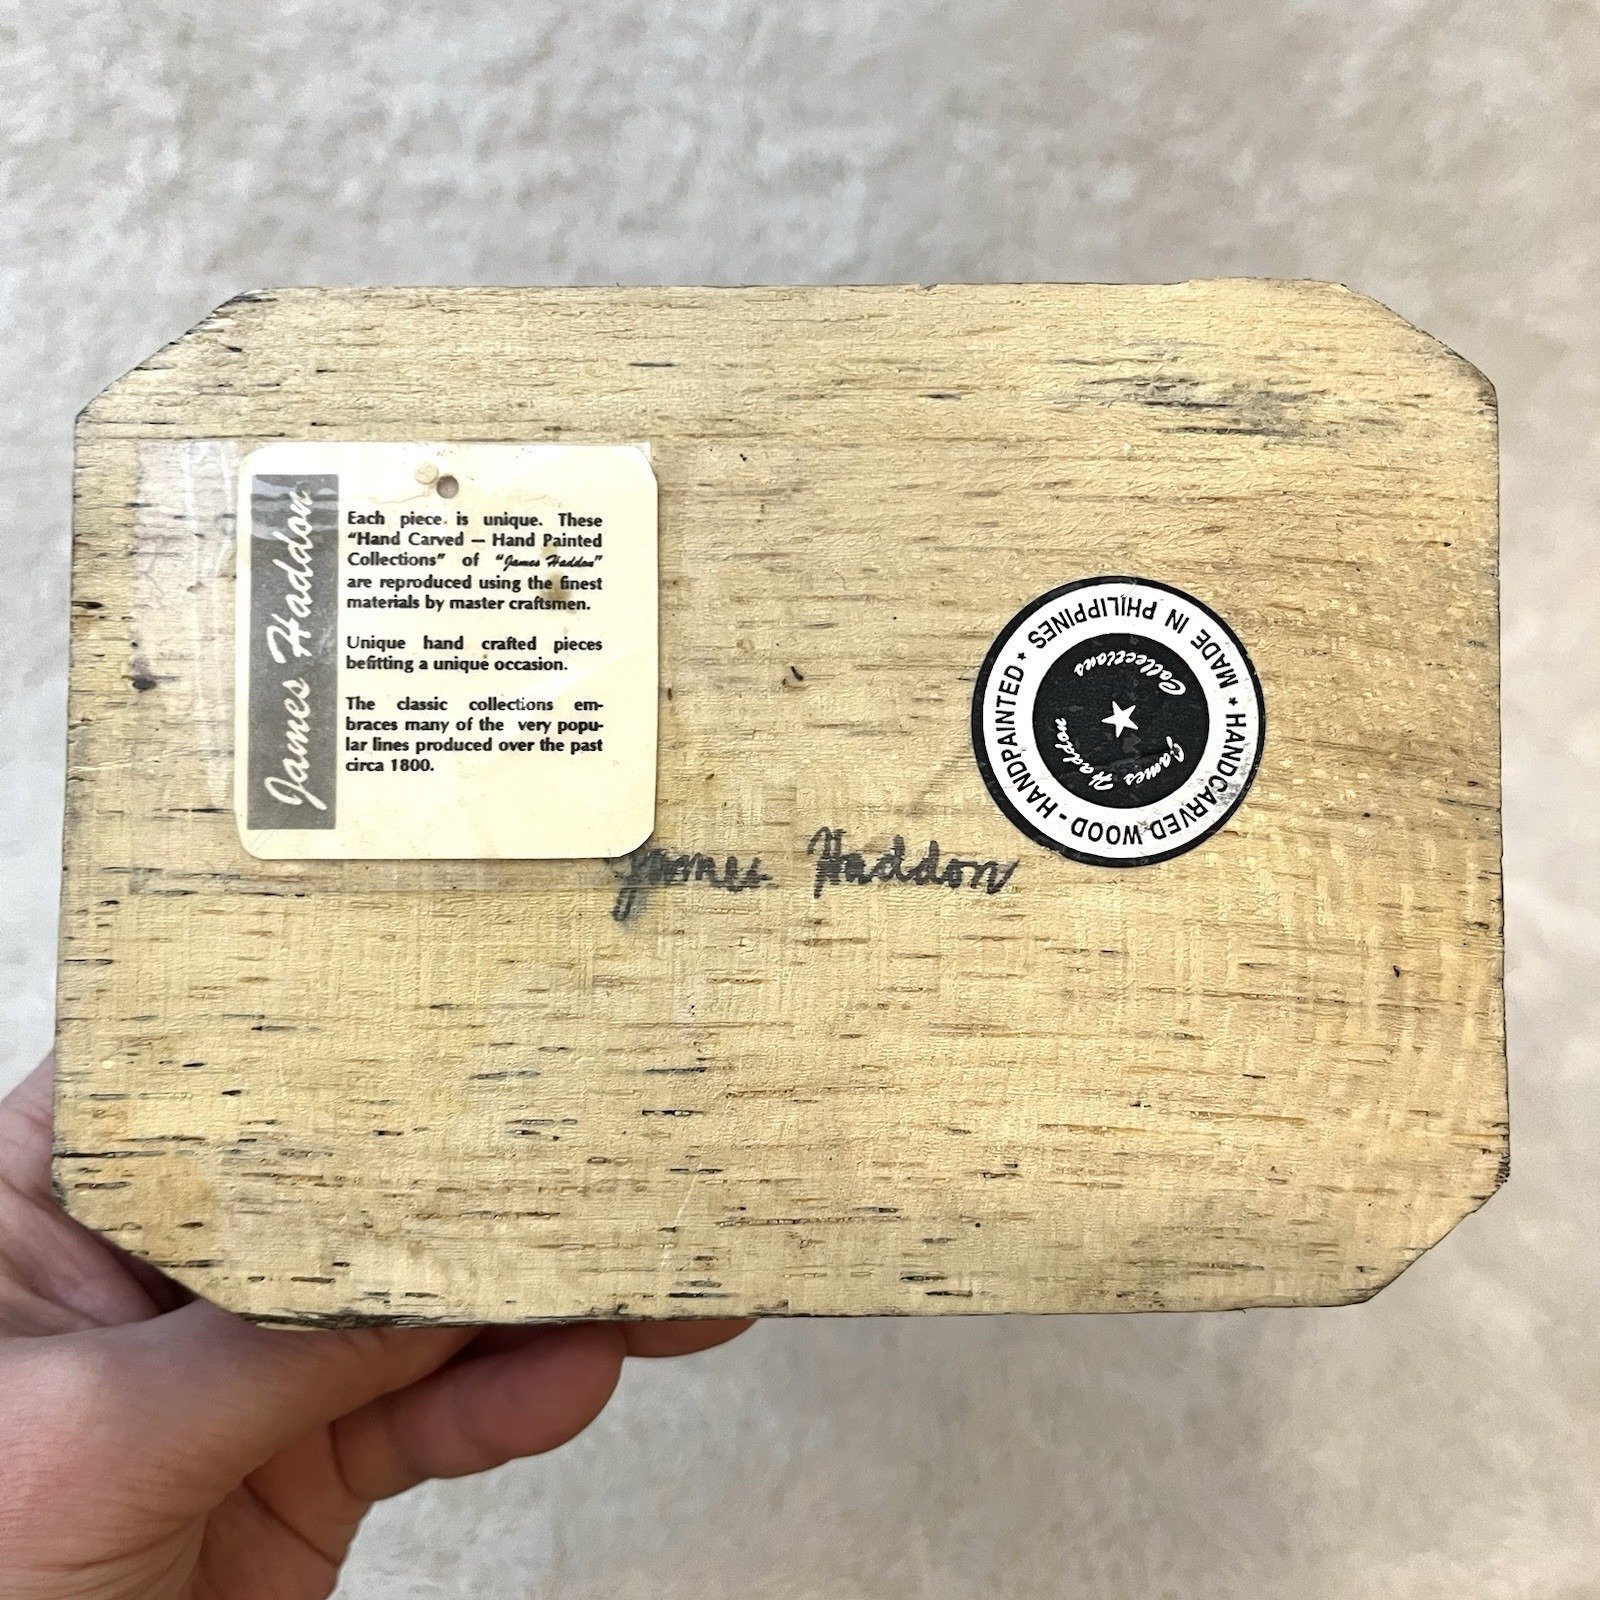 James Haddon
Each piece is unique. These
"Hand Carved — Hand Painted
Collections" of "James Haddon"
are reproduced using the finest
materials by master craftsmen.
Unique hand crafted pieces
befitting a unique occasion.
The classic collections em-
braces many of the very popu-
lar lines produced over the past
circa 1800.
★ HANDCARVED WOOD - HANDPAINTED ★ MADE IN PHILIPPINES
James Haddon
Collections
James Haddon